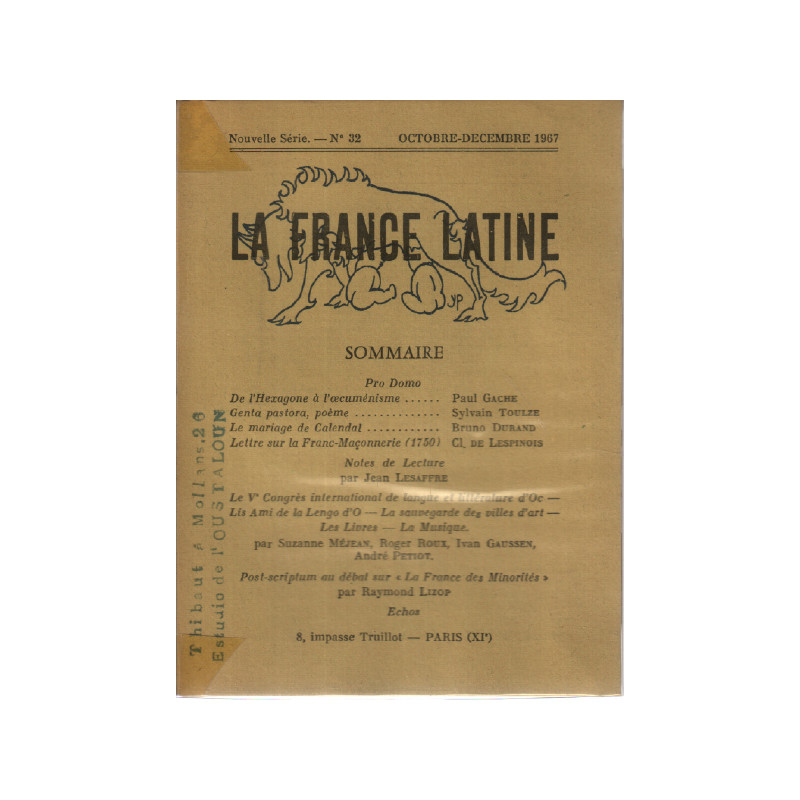 Nouvelle Série. — N° 32 OCTOBRE-DECEMBRE 1967
LA FRANCE LATINE
YP
SOMMAIRE
Pro Domo
De l'Hexagone à l'œcuménisme ...... Paul GACHE
Genta pastora, poème .............. Sylvain TOULZE
Le mariage de Calendal ............ Bruno DURAND
Lettre sur la Franc-Maçonnerie (1750) Cl. DE LESPINOIS
Notes de Lecture
par Jean LESAFFRE
Le Vᵉ Congrès international de langue et littérature d'Oc —
Lis Ami de la Lengo d'O — La sauvegarde des villes d'art —
Les Livres — La Musique.
par Suzanne MÉJEAN, Roger ROUX, Ivan GAUSSEN,
André PETIOT.
Post-scriptum au débat sur « La France des Minorités »
par Raymond LIZOP
Echos
8, impasse Truillot — PARIS (XIᵉ)
Thibaut à Mollans.26
Estudio de l'OUSTALOUN